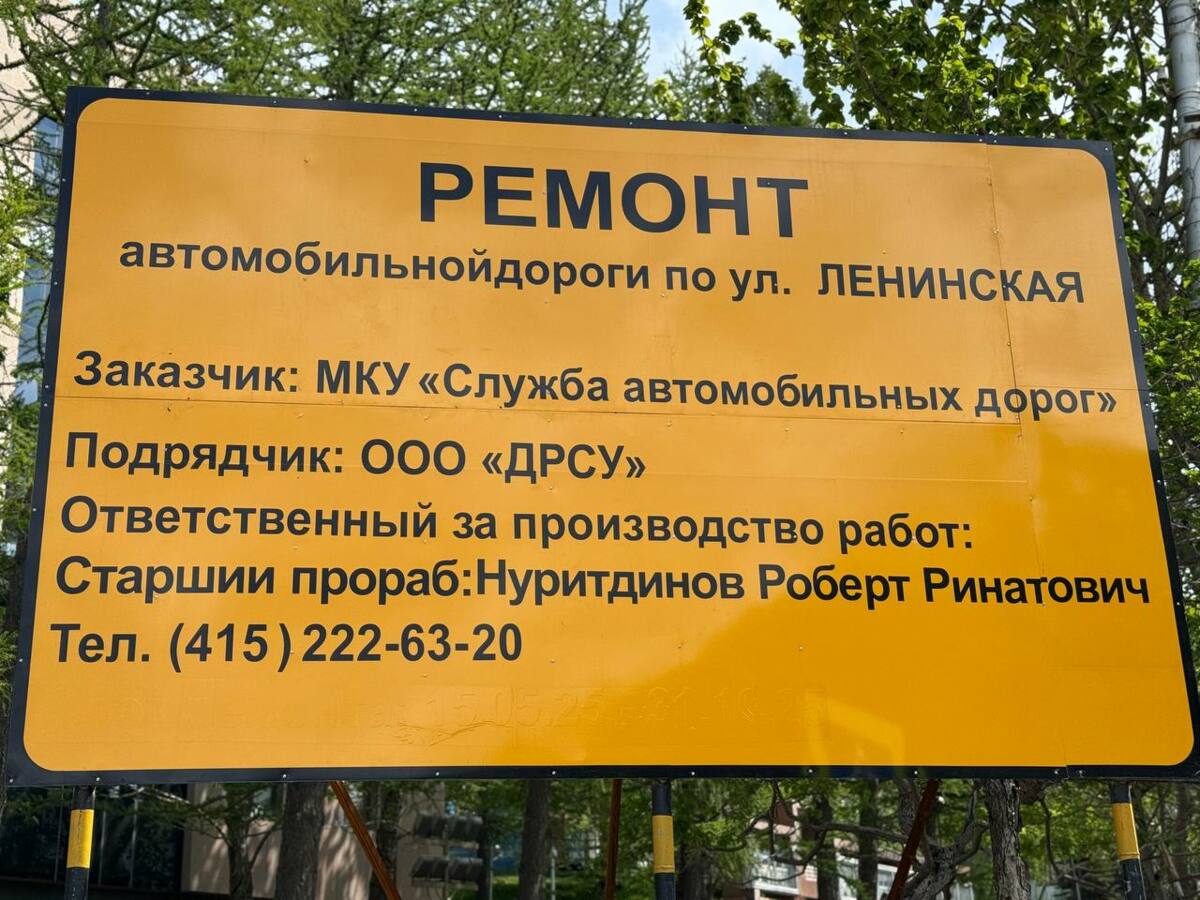 РЕМОНТ
автомобильнойдороги по ул. ЛЕНИНСКАЯ
Заказчик: МКУ «Служба автомобильных дорог»
Подрядчик: ООО «ДРСУ»
Ответственный за производство работ:
Старшии прораб:Нуритдинов Роберт Ринатович
Тел. (415) 222-63-20